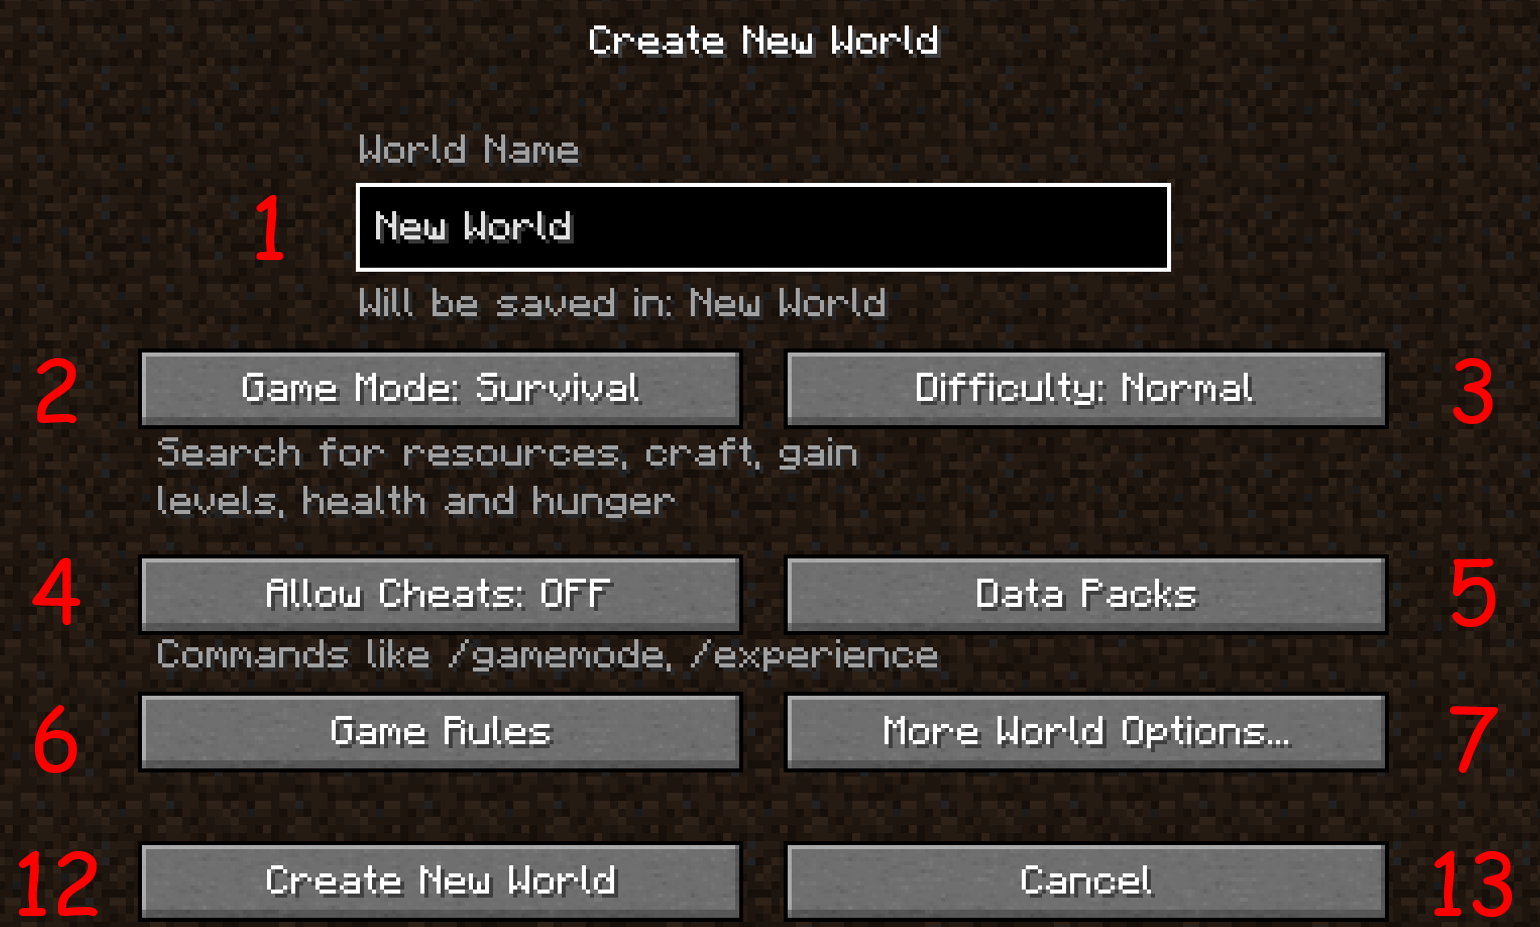 Create New World
World Name
1 New World
Will be saved in: New World
2 Game Mode: Survival Difficulty: Normal 3
Search for resources, craft, gain
levels, health and hunger
4 Allow Cheats: OFF Data Packs 5
Commands like /gamemode, /experience
6 Game Rules More World Options... 7
12 Create New World Cancel 13